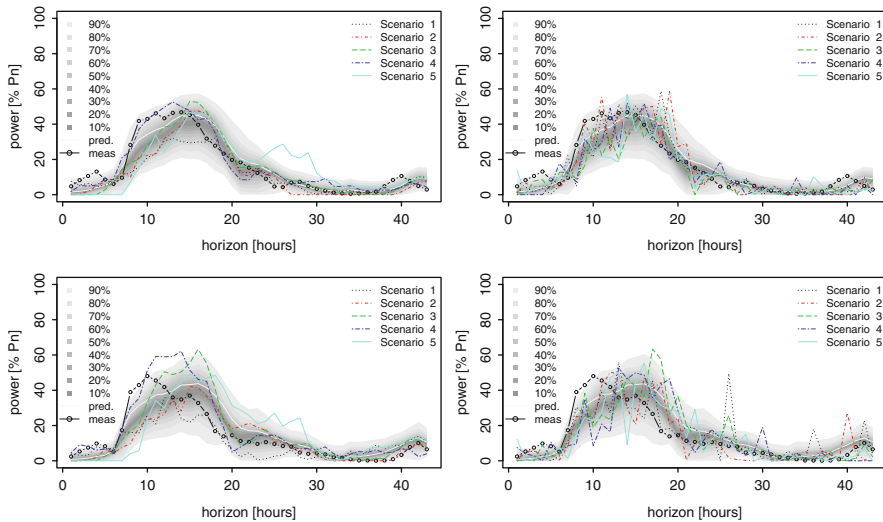 100
80
60
40
20
0
power [% Pn]
90%
80%
70%
60%
50%
40%
30%
20%
10%
pred.
meas
Scenario 1
Scenario 2
Scenario 3
Scenario 4
Scenario 5
0 10 20 30 40
horizon [hours]
100
80
60
40
20
0
power [% Pn]
90%
80%
70%
60%
50%
40%
30%
20%
10%
pred.
meas
Scenario 1
Scenario 2
Scenario 3
Scenario 4
Scenario 5
0 10 20 30 40
horizon [hours]
100
80
60
40
20
0
power [% Pn]
90%
80%
70%
60%
50%
40%
30%
20%
10%
pred.
meas
Scenario 1
Scenario 2
Scenario 3
Scenario 4
Scenario 5
0 10 20 30 40
horizon [hours]
100
80
60
40
20
0
power [% Pn]
90%
80%
70%
60%
50%
40%
30%
20%
10%
pred.
meas
Scenario 1
Scenario 2
Scenario 3
Scenario 4
Scenario 5
0 10 20 30 40
horizon [hours]